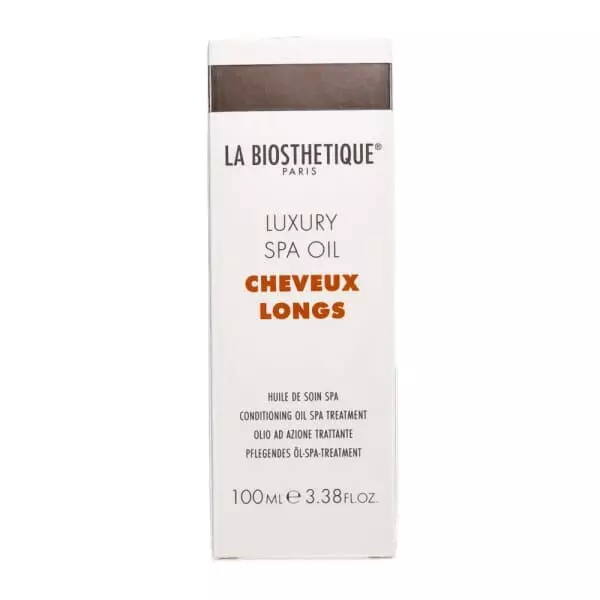 LA BIOSTHETIQUE®
PARIS
LUXURY
SPA OIL
CHEVEUX
LONGS
HUILE DE SOIN SPA
CONDITIONING OIL SPA TREATMENT
OLIO AD AZIONE TRATTANTE
PFLEGENDES ÖL-SPA-TREATMENT
100ML ℮ 3.38FL.OZ.